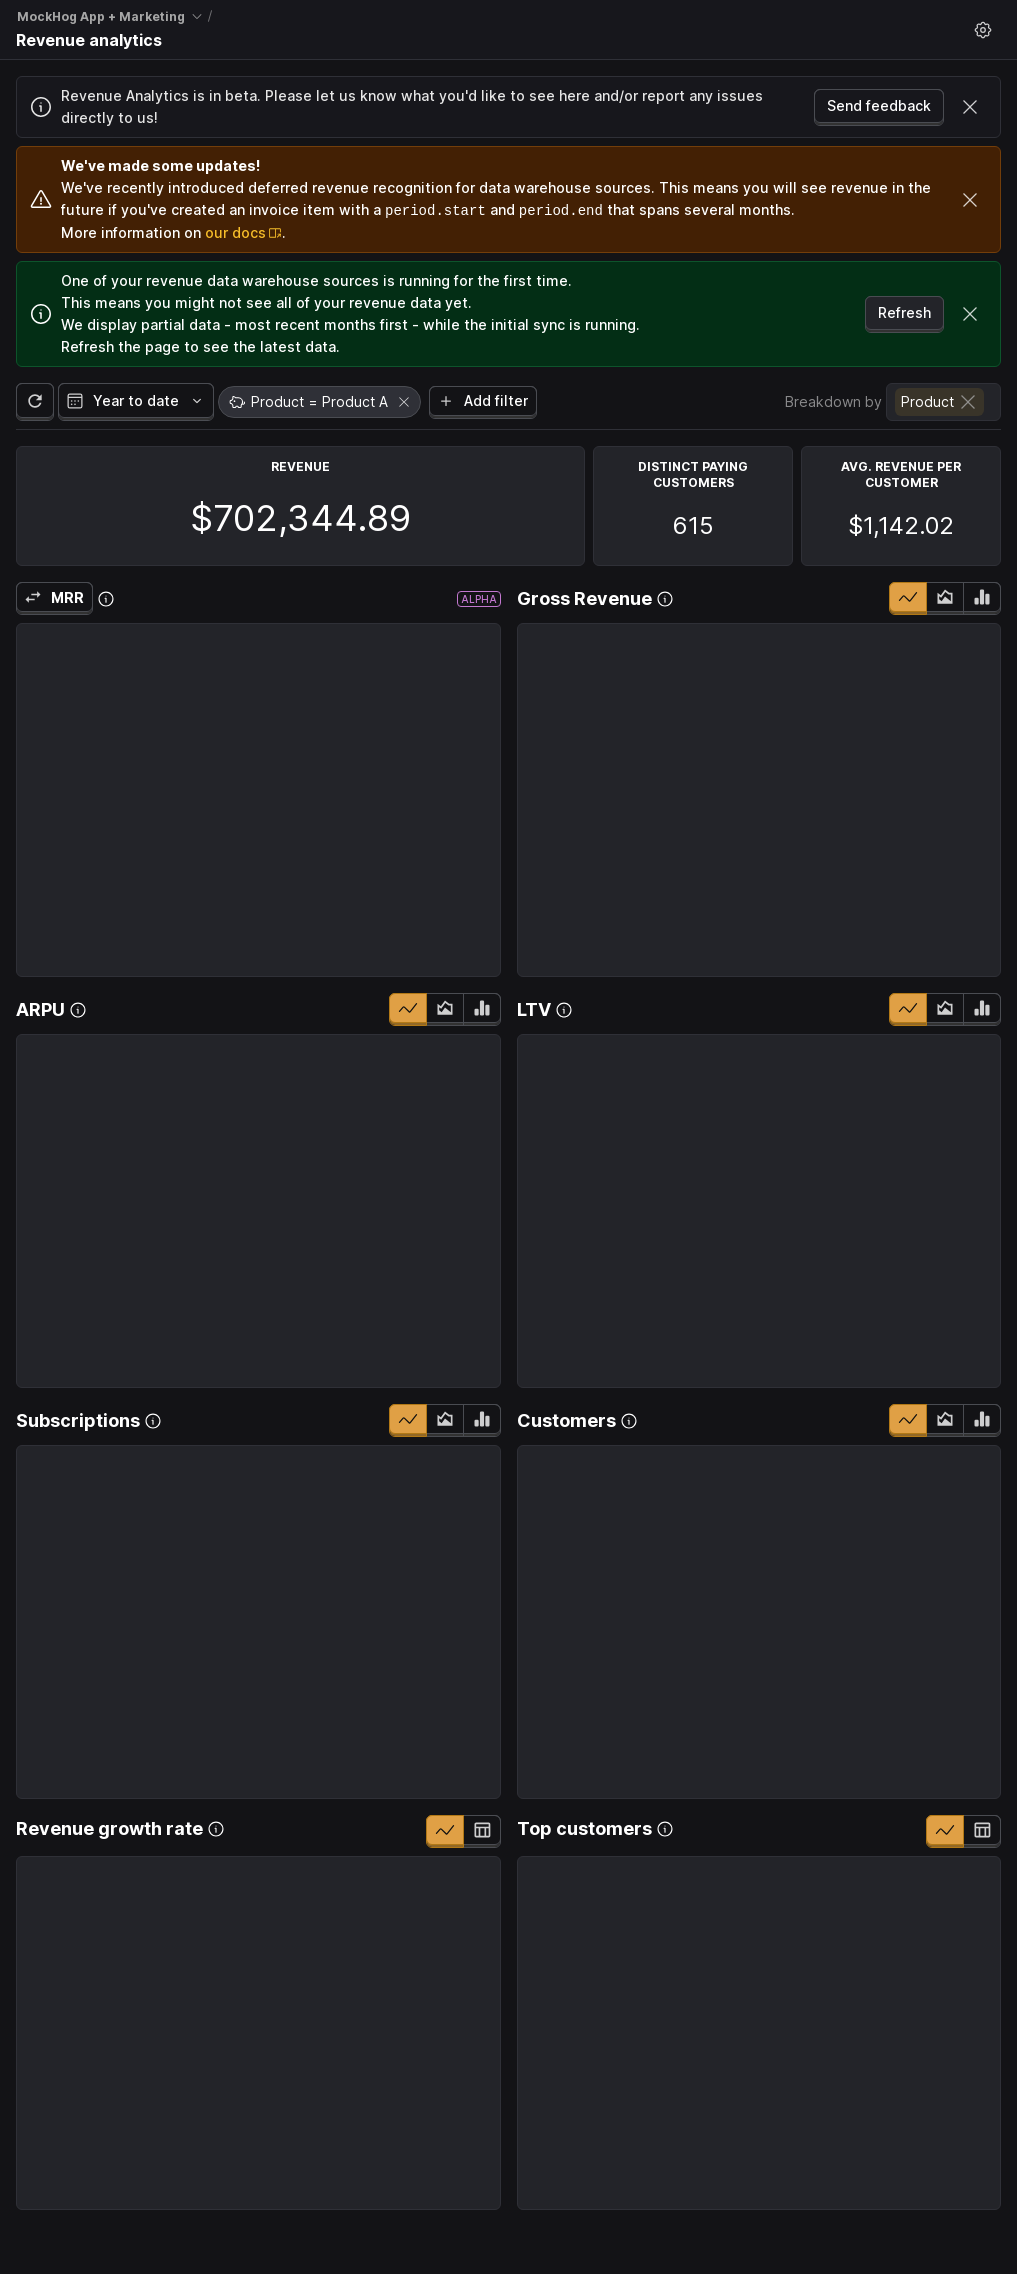 MockHog App + Marketing /
Revenue analytics
Revenue Analytics is in beta. Please let us know what you'd like to see here and/or report any issues
directly to us!
Send feedback
We've made some updates!
We've recently introduced deferred revenue recognition for data warehouse sources. This means you will see revenue in the
future if you've created an invoice item with a period.start and period.end that spans several months.
More information on our docs.
One of your revenue data warehouse sources is running for the first time.
This means you might not see all of your revenue data yet.
We display partial data - most recent months first - while the initial sync is running.
Refresh the page to see the latest data.
Refresh
Year to date
Product = Product A
Add filter
Breakdown by
Product
REVENUE
$702,344.89
DISTINCT PAYING
CUSTOMERS
615
AVG. REVENUE PER
CUSTOMER
$1,142.02
MRR
ALPHA
Gross Revenue
ARPU
LTV
Subscriptions
Customers
Revenue growth rate
Top customers